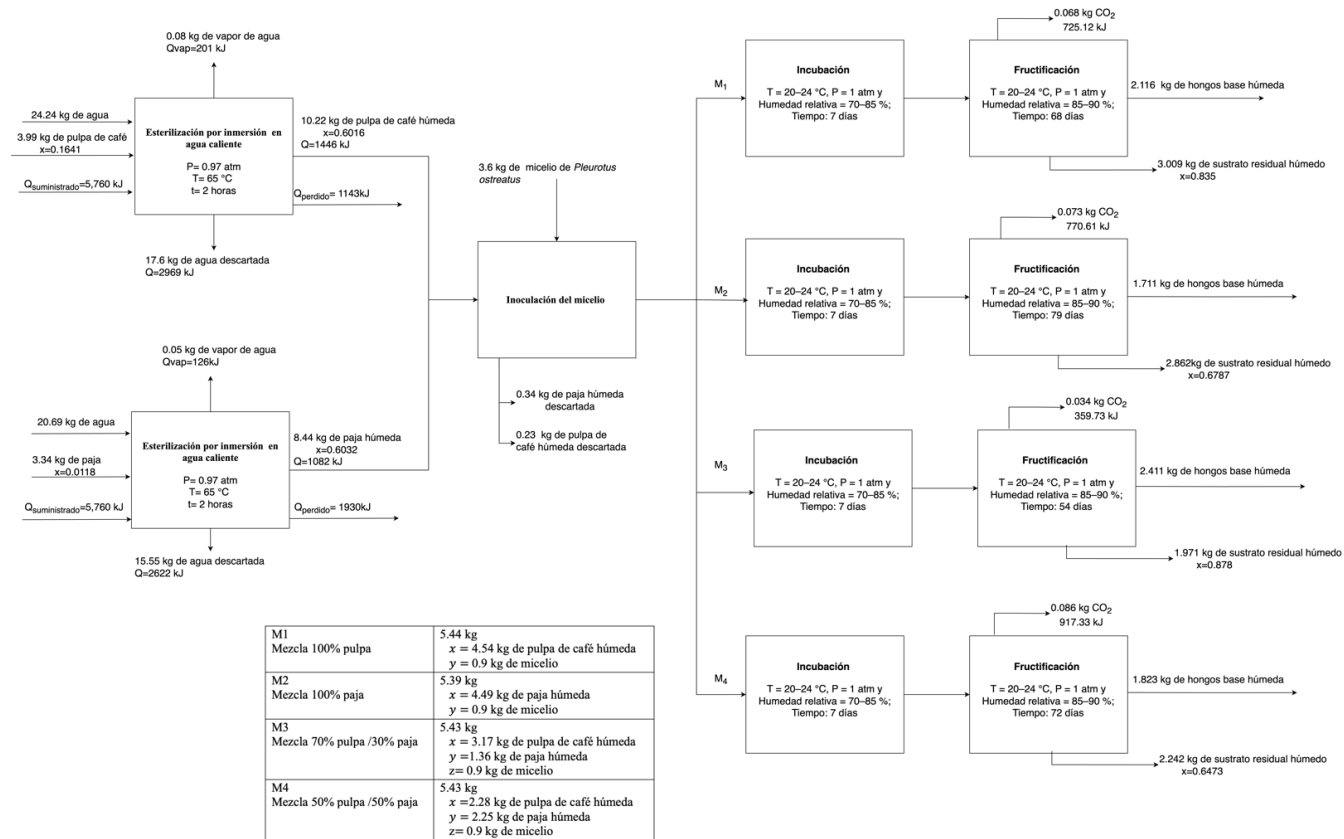 0.08 kg de vapor de agua
Qvap=201 kJ
24.24 kg de agua
3.99 kg de pulpa de café
x=0.1641
Qsuministrado=5,760 kJ
Esterilización por inmersión en
agua caliente
P= 0.97 atm
T= 65 °C
t= 2 horas
10.22 kg de pulpa de café húmeda
x=0.6016
Q=1446 kJ
Qperdido= 1143kJ
17.6 kg de agua descartada
Q=2969 kJ
0.05 kg de vapor de agua
Qvap=126kJ
20.69 kg de agua
3.34 kg de paja
x=0.0118
Qsuministrado=5,760 kJ
Esterilización por inmersión en
agua caliente
P= 0.97 atm
T= 65 °C
t= 2 horas
8.44 kg de paja húmeda
x=0.6032
Q=1082 kJ
Qperdido= 1930kJ
15.55 kg de agua descartada
Q=2622 kJ
3.6 kg de micelio de Pleurotus
ostreatus
Inoculación del micelio
0.34 kg de paja húmeda
descartada
0.23 kg de pulpa de
café húmeda descartada
M1
Incubación
T = 20–24 °C, P = 1 atm y
Humedad relativa = 70–85 %;
Tiempo: 7 días
0.068 kg CO2
725.12 kJ
Fructificación
T = 20–24 °C, P = 1 atm y
Humedad relativa = 85–90 %;
Tiempo: 68 días
2.116 kg de hongos base húmeda
3.009 kg de sustrato residual húmedo
x=0.835
M2
Incubación
T = 20–24 °C, P = 1 atm y
Humedad relativa = 70–85 %;
Tiempo: 7 días
0.073 kg CO2
770.61 kJ
Fructificación
T = 20–24 °C, P = 1 atm y
Humedad relativa = 85–90 %;
Tiempo: 79 días
1.711 kg de hongos base húmeda
2.862kg de sustrato residual húmedo
x=0.6787
M3
Incubación
T = 20–24 °C, P = 1 atm y
Humedad relativa = 70–85 %;
Tiempo: 7 días
0.034 kg CO2
359.73 kJ
Fructificación
T = 20–24 °C, P = 1 atm y
Humedad relativa = 85–90 %;
Tiempo: 54 días
2.411 kg de hongos base húmeda
1.971 kg de sustrato residual húmedo
x=0.878
M4
Incubación
T = 20–24 °C, P = 1 atm y
Humedad relativa = 70–85 %;
Tiempo: 7 días
0.086 kg CO2
917.33 kJ
Fructificación
T = 20–24 °C, P = 1 atm y
Humedad relativa = 85–90 %;
Tiempo: 72 días
1.823 kg de hongos base húmeda
2.242 kg de sustrato residual húmedo
x=0.6473
M1
Mezcla 100% pulpa
5.44 kg
x = 4.54 kg de pulpa de café húmeda
y = 0.9 kg de micelio
M2
Mezcla 100% paja
5.39 kg
x = 4.49 kg de paja húmeda
y = 0.9 kg de micelio
M3
Mezcla 70% pulpa /30% paja
5.43 kg
x = 3.17 kg de pulpa de café húmeda
y =1.36 kg de paja húmeda
z= 0.9 kg de micelio
M4
Mezcla 50% pulpa /50% paja
5.43 kg
x =2.28 kg de pulpa de café húmeda
y = 2.25 kg de paja húmeda
z= 0.9 kg de micelio